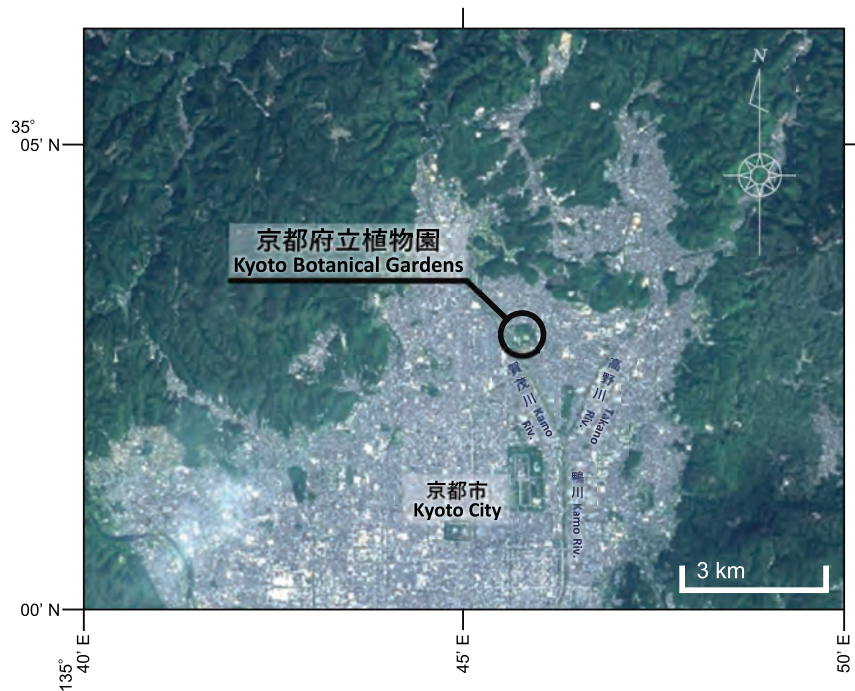 N
35°
05' N
京都府立植物園
Kyoto Botanical Gardens
賀茂川 Kamo Riv.
高野川 Takano Riv.
京都市
Kyoto City
鴨川 Kamo Riv.
3 km
00' N
135°
40' E
45' E
50' E